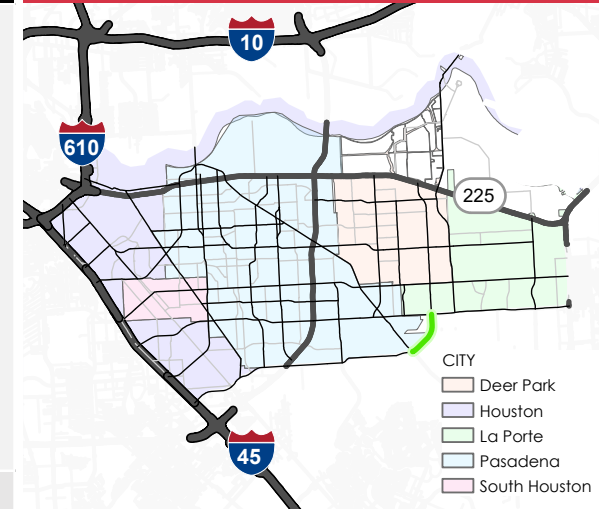 10
610
225
CITY
Deer Park
Houston
La Porte
Pasadena
South Houston
45